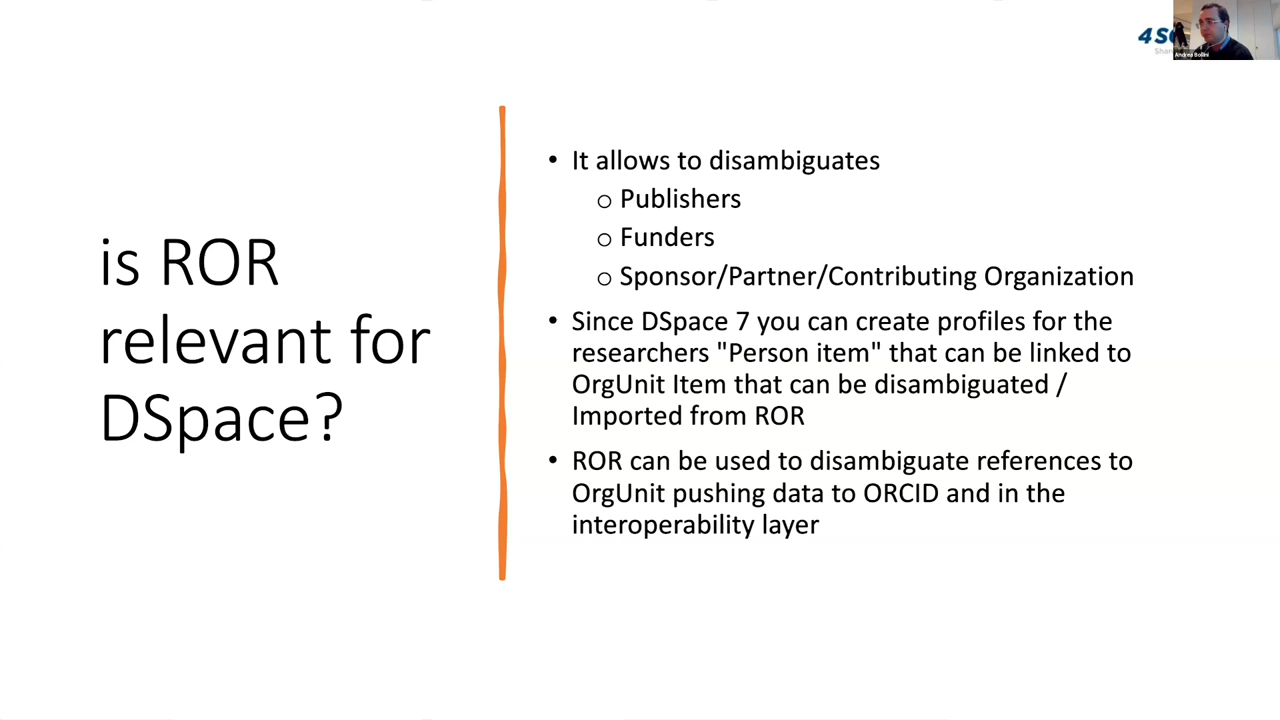 is ROR
relevant for
DSpace?
• It allows to disambiguates
o Publishers
o Funders
o Sponsor/Partner/Contributing Organization
• Since DSpace 7 you can create profiles for the
researchers "Person item" that can be linked to
OrgUnit Item that can be disambiguated /
Imported from ROR
• ROR can be used to disambiguate references to
OrgUnit pushing data to ORCID and in the
interoperability layer
Andrea Bollini